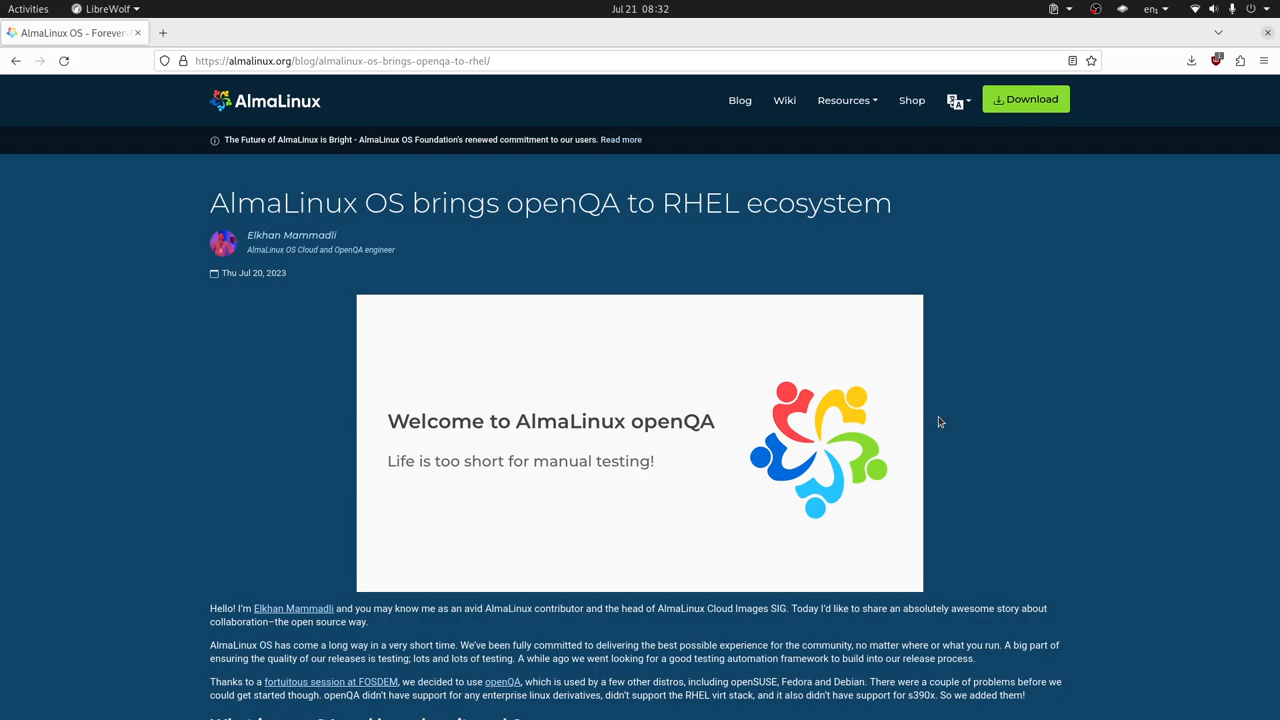 Activities LibreWolf Jul 21 08:32 en1
AlmaLinux OS - Forever-
https://almalinux.org/blog/almalinux-os-brings-openqa-to-rhel/
AlmaLinux Blog Wiki Resources Shop Download
The Future of AlmaLinux is Bright - AlmaLinux OS Foundation's renewed commitment to our users. Read more
AlmaLinux OS brings openQA to RHEL ecosystem
Elkhan Mammadli
AlmaLinux OS Cloud and OpenQA engineer
Thu Jul 20, 2023
Welcome to AlmaLinux openQA
Life is too short for manual testing!
Hello! I’m Elkhan Mammadli and you may know me as an avid AlmaLinux contributor and the head of AlmaLinux Cloud Images SIG. Today I’d like to share an absolutely awesome story about
collaboration–the open source way.
AlmaLinux OS has come a long way in a very short time. We’ve been fully committed to delivering the best possible experience for the community, no matter where or what you run. A big part of
ensuring the quality of our releases is testing; lots and lots of testing. A while ago we went looking for a good testing automation framework to build into our release process.
Thanks to a fortuitous session at FOSDEM, we decided to use openQA, which is used by a few other distros, including openSUSE, Fedora and Debian. There were a couple of problems before we
could get started though. openQA didn’t have support for any enterprise linux derivatives, didn’t support the RHEL virt stack, and it also didn’t have support for s390x. So we added them!